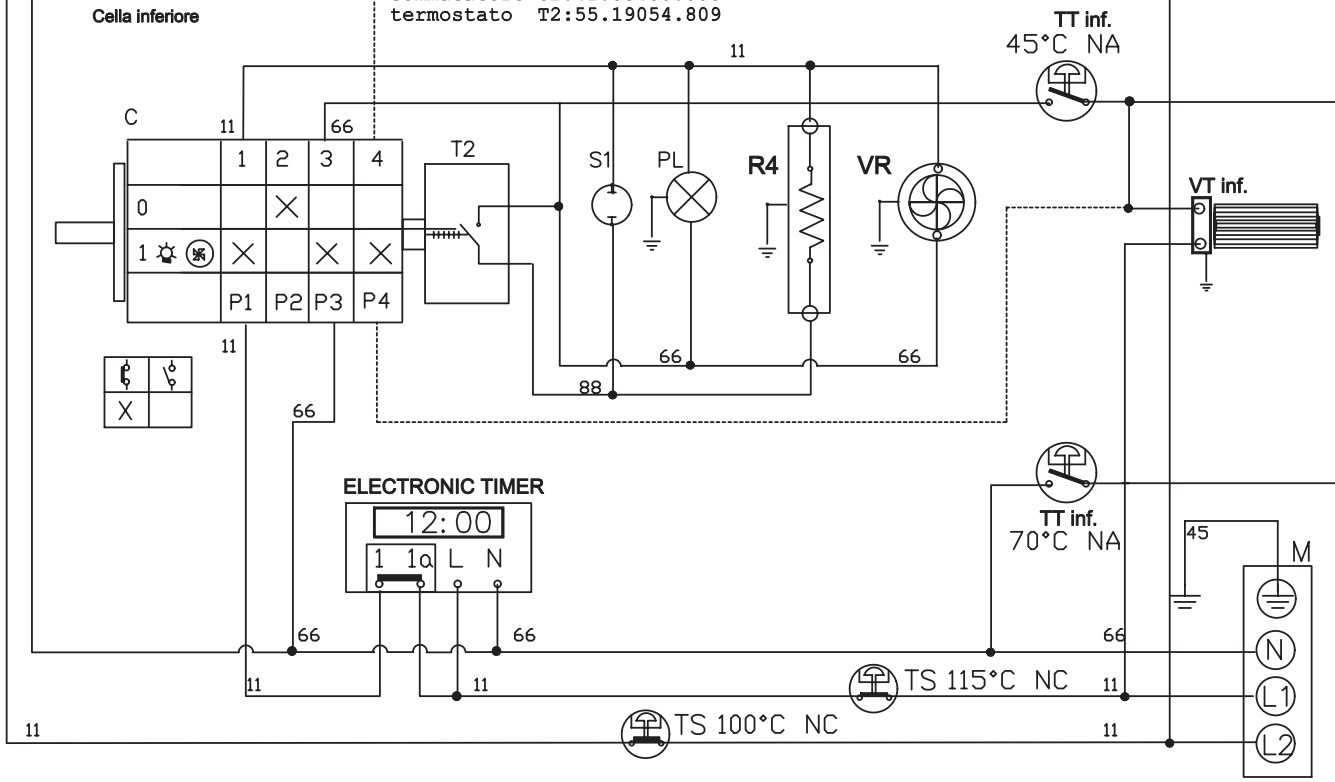 Cella inferiore
termostato T2:55.19054.809
TT inf.
45°C NA
11
C
11
66
1 2 3 4
T2
S1
PL
R4
VR
VT inf.
0
1
P1 P2 P3 P4
11
66
66
88
X
66
ELECTRONIC TIMER
12:00
1 1a L N
TT inf.
70°C NA
45
M
66
66
66
N
11
11
TS 115°C NC
11
L1
11
TS 100°C NC
11
L2